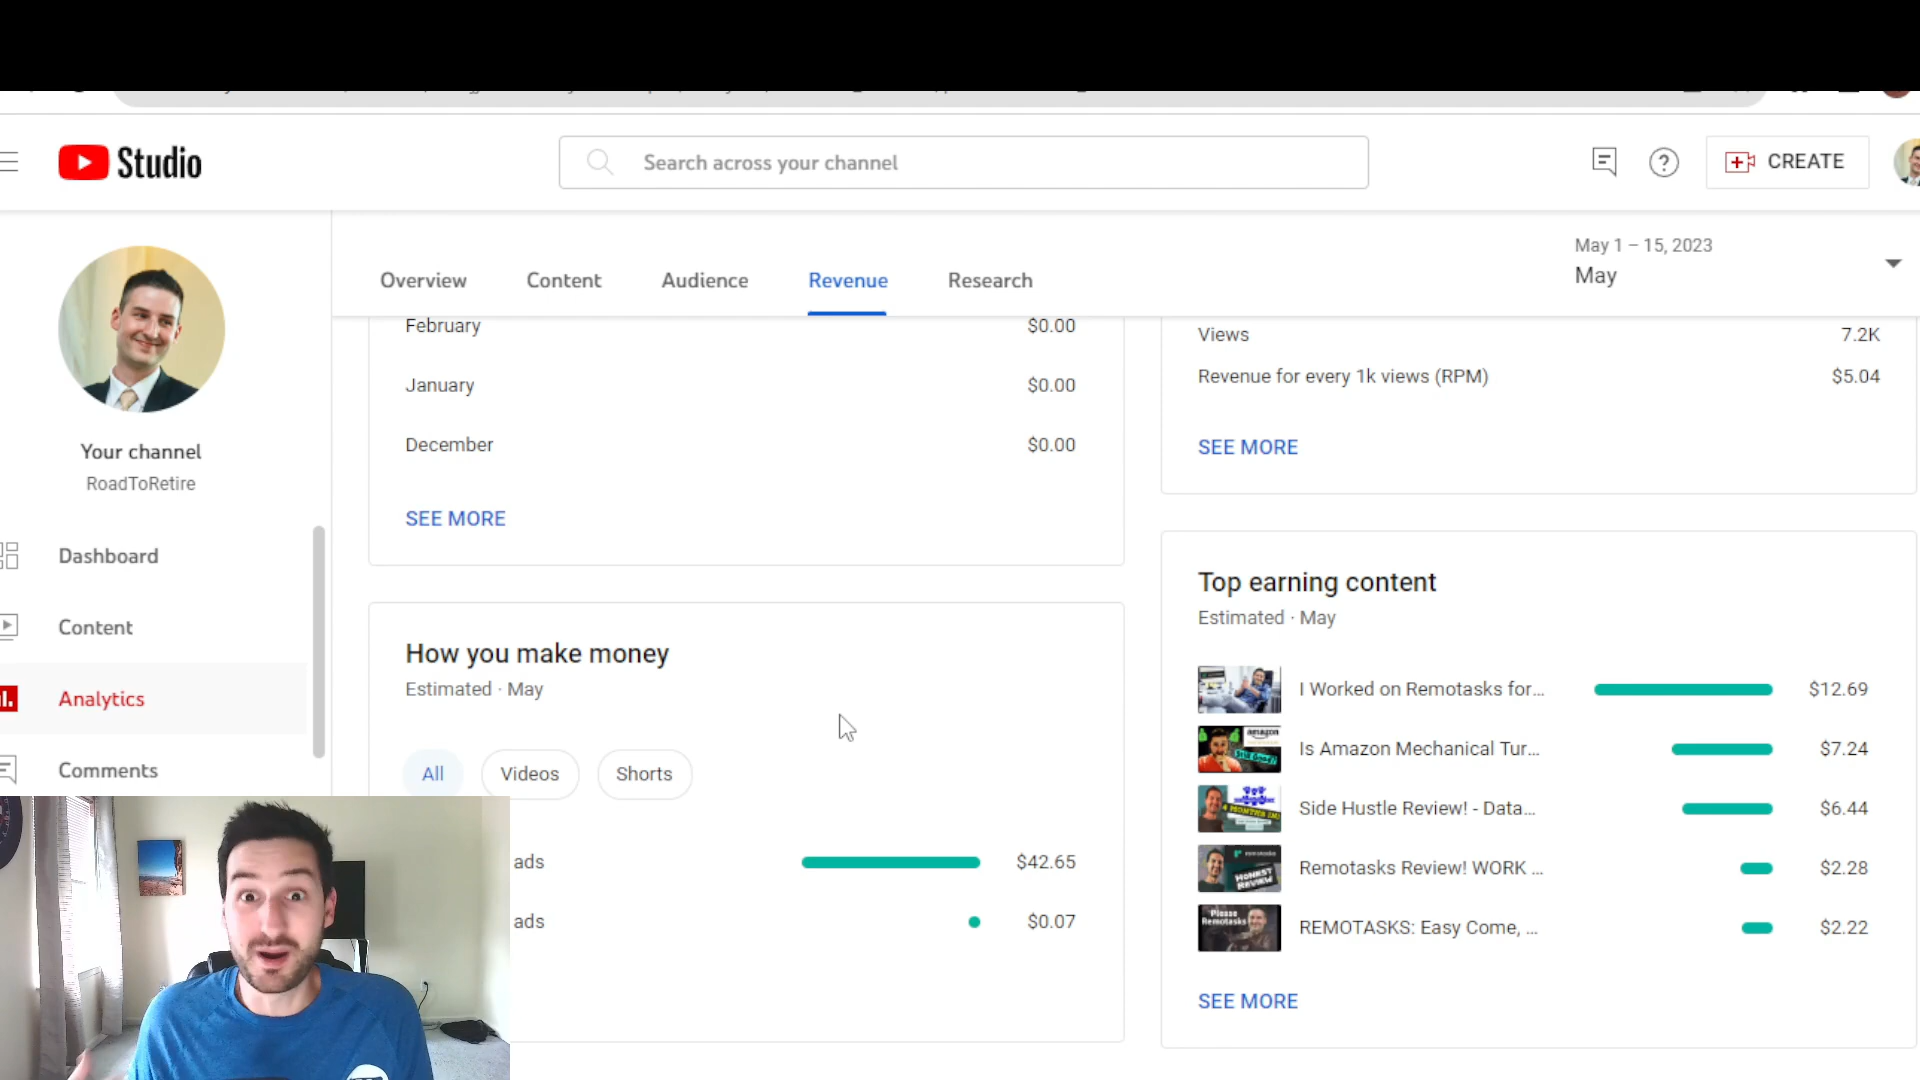 Studio
Search across your channel
CREATE
Your channel
RoadToRetire
Dashboard
Content
Analytics
Comments
Overview
Content
Audience
Revenue
Research
May 1 – 15, 2023
May
February $0.00
January $0.00
December $0.00
SEE MORE
How you make money
Estimated · May
All
Videos
Shorts
ads $42.65
ads $0.07
Views 7.2K
Revenue for every 1k views (RPM) $5.04
SEE MORE
Top earning content
Estimated · May
I Worked on Remotasks for... $12.69
amazon
Is Amazon Mechanical Tur... $7.24
Side Hustle Review! - Data... $6.44
HONEST
REVIEW
Remotasks Review! WORK ... $2.28
Please
Remotasks
REMOTASKS: Easy Come, ... $2.22
SEE MORE